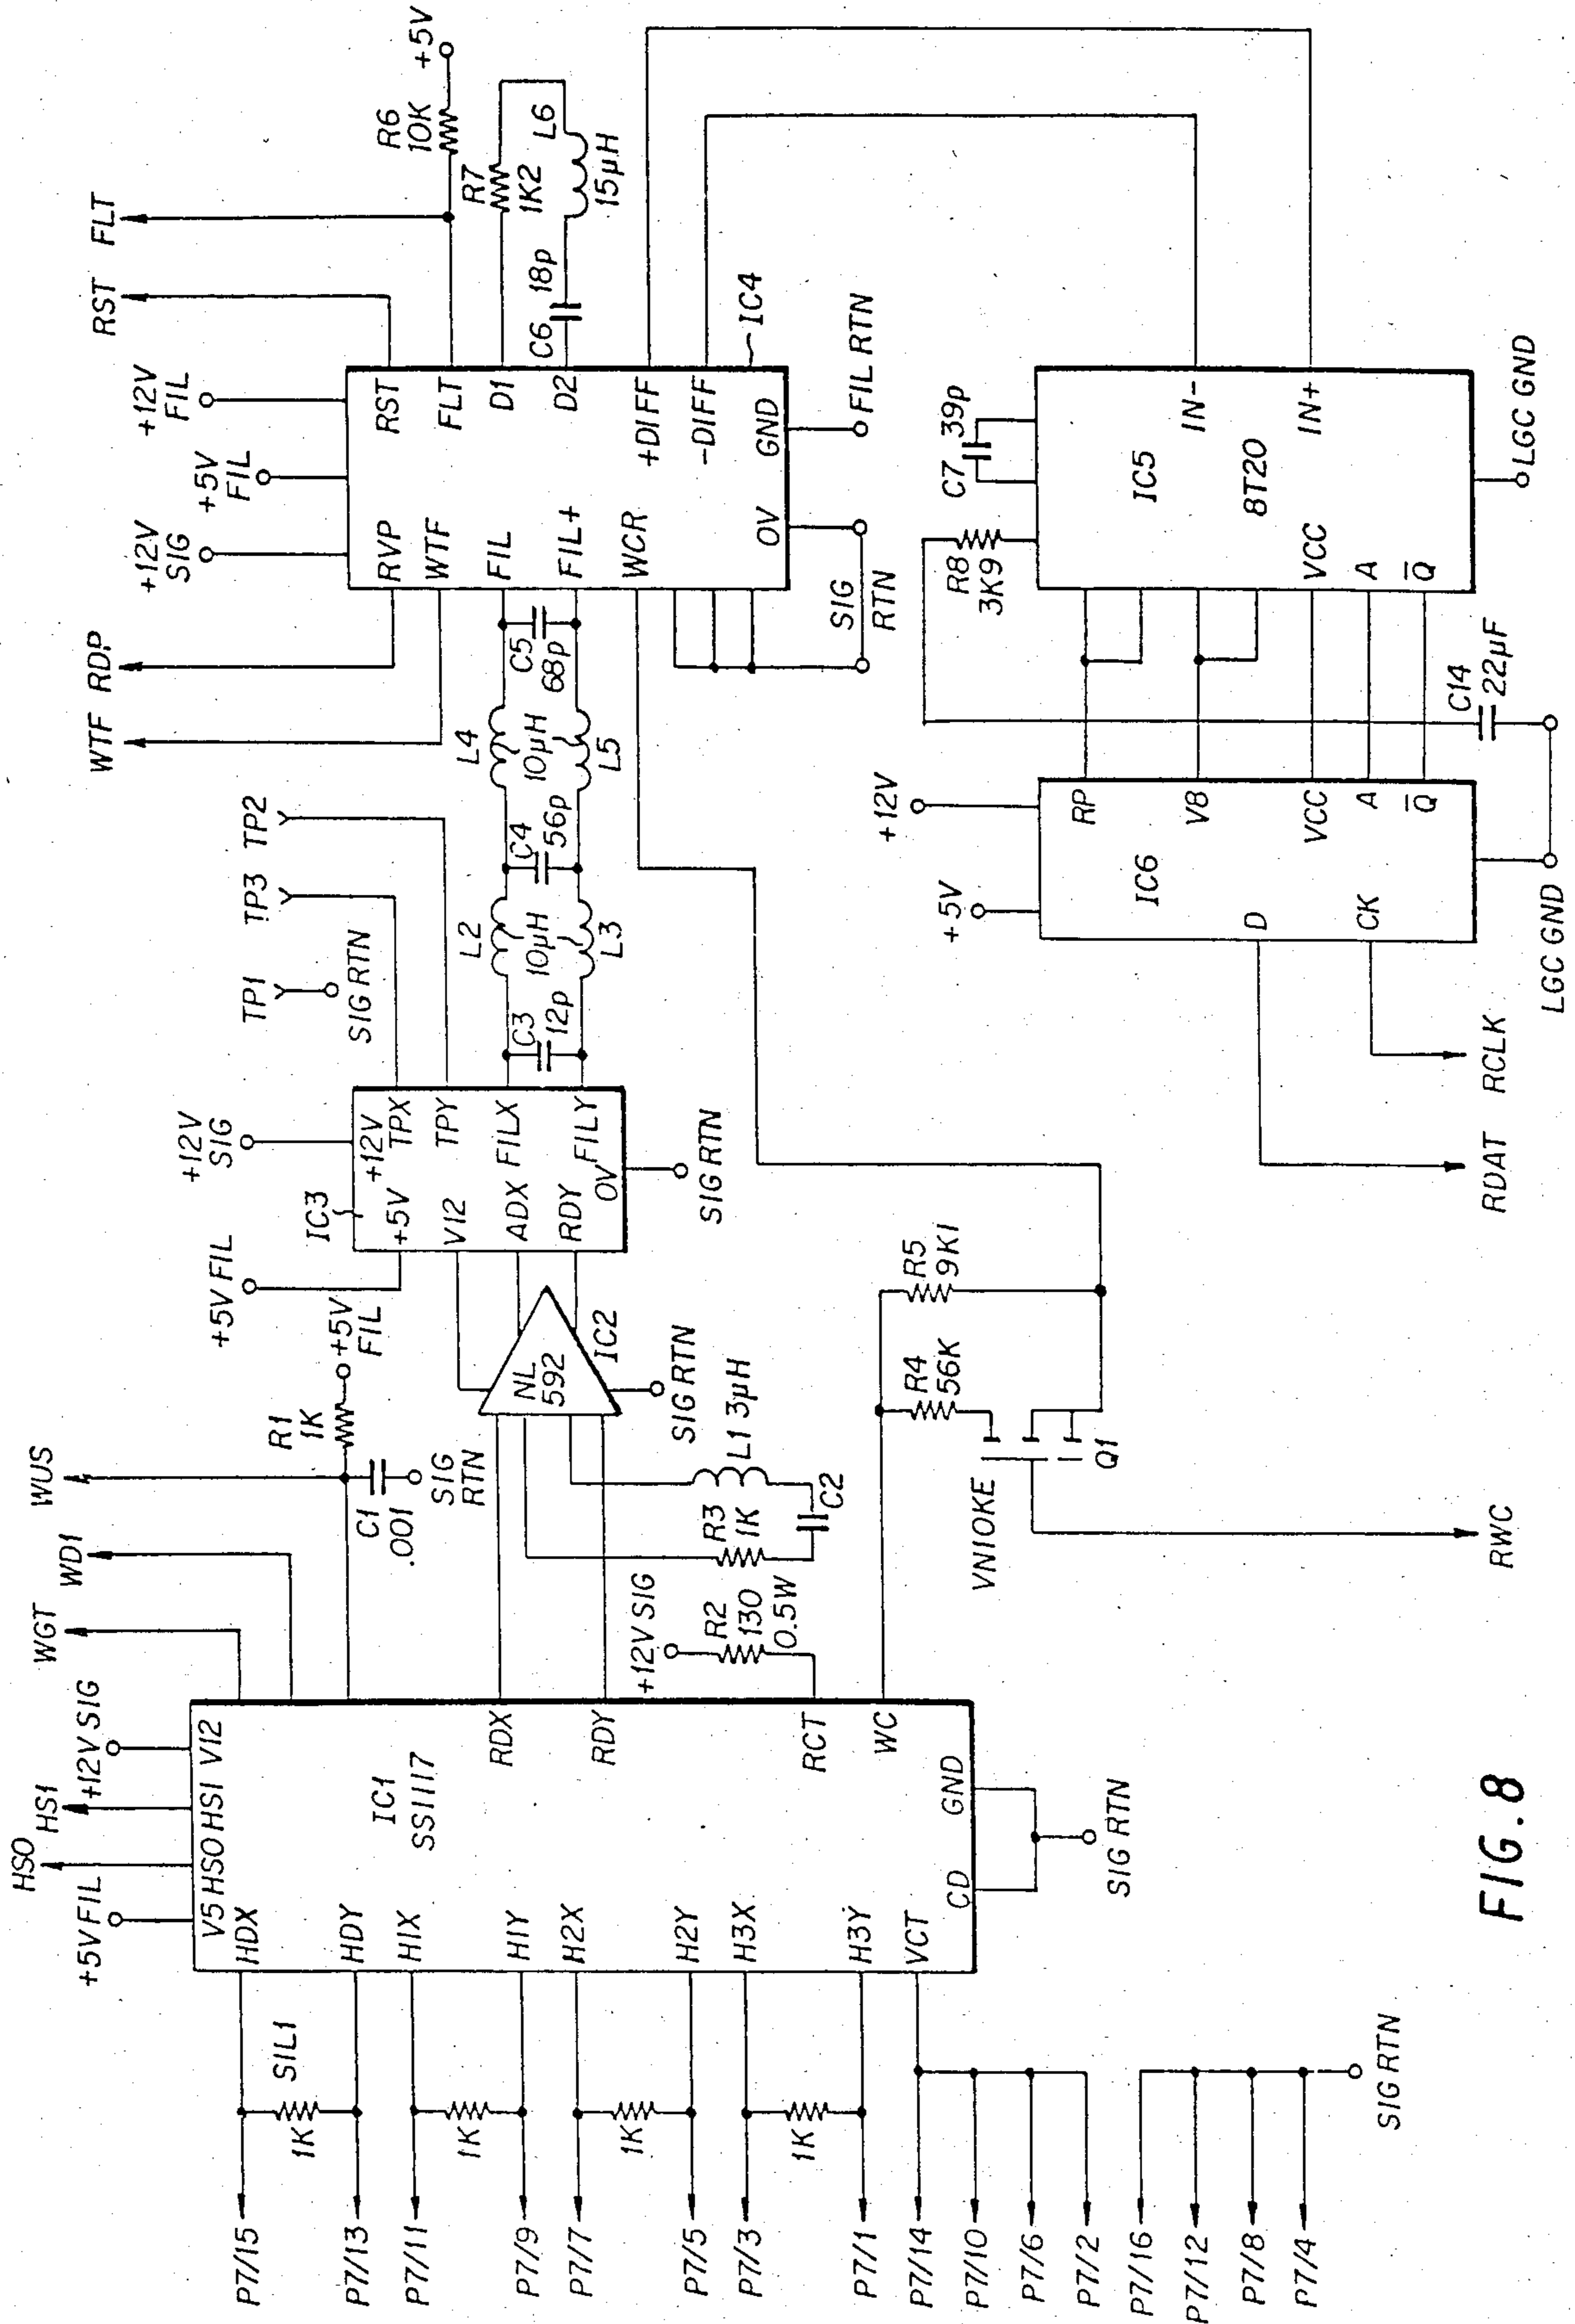 HSO
HS1
+5V FIL
+12V SIG
WGT
WD1
WUS
V5 HSO HS1 V12
HDX
HDY
H1X
H1Y
H2X
H2Y
H3X
H3Y
VCT
CD
GND
IC1
SS1117
RDX
RDY
RCT
WC
SIG RTN
P7/15
P7/13
P7/11
P7/9
P7/7
P7/5
P7/3
P7/1
P7/14
P7/10
P7/6
P7/2
P7/16
P7/12
P7/8
P7/4
SIL1
1K
1K
1K
1K
SIG RTN
R1
1K
+5V
FIL
C1
.001
SIG
RTN
+12V SIG
R2
130
0.5W
R3
1K
C2
L1 3µH
NL
592
IC2
SIG RTN
R4
56K
R5
9K1
VN10KE
Q1
RWC
+5V FIL
IC3
+12V
SIG
+5V
+12V
V12
TPX
TPY
ADX
FILX
RDY
FILY
OV
SIG RTN
TP1
SIG RTN
TP3
TP2
C3
12p
L2
10µH
L3
C4
56p
L4
10µH
L5
C5
68p
WTF
RDP
+12V
SIG
+5V
FIL
+12V
FIL
RST
FLT
RVP
WTF
FIL
FIL+
WCR
OV
RST
FLT
D1
D2
+DIFF
-DIFF
GND
IC4
SIG
RTN
FIL RTN
R6
10K
+5V
R7
1K2
L6
15µH
C6
18p
C7
39p
R8
3K9
IC5
8T20
IN-
IN+
VCC
A
Q̅
LGC GND
C14
22µF
+12V
+5V
IC6
RP
V8
VCC
A
Q̅
D
CK
LGC GND
RDAT
RCLK
FIG.8